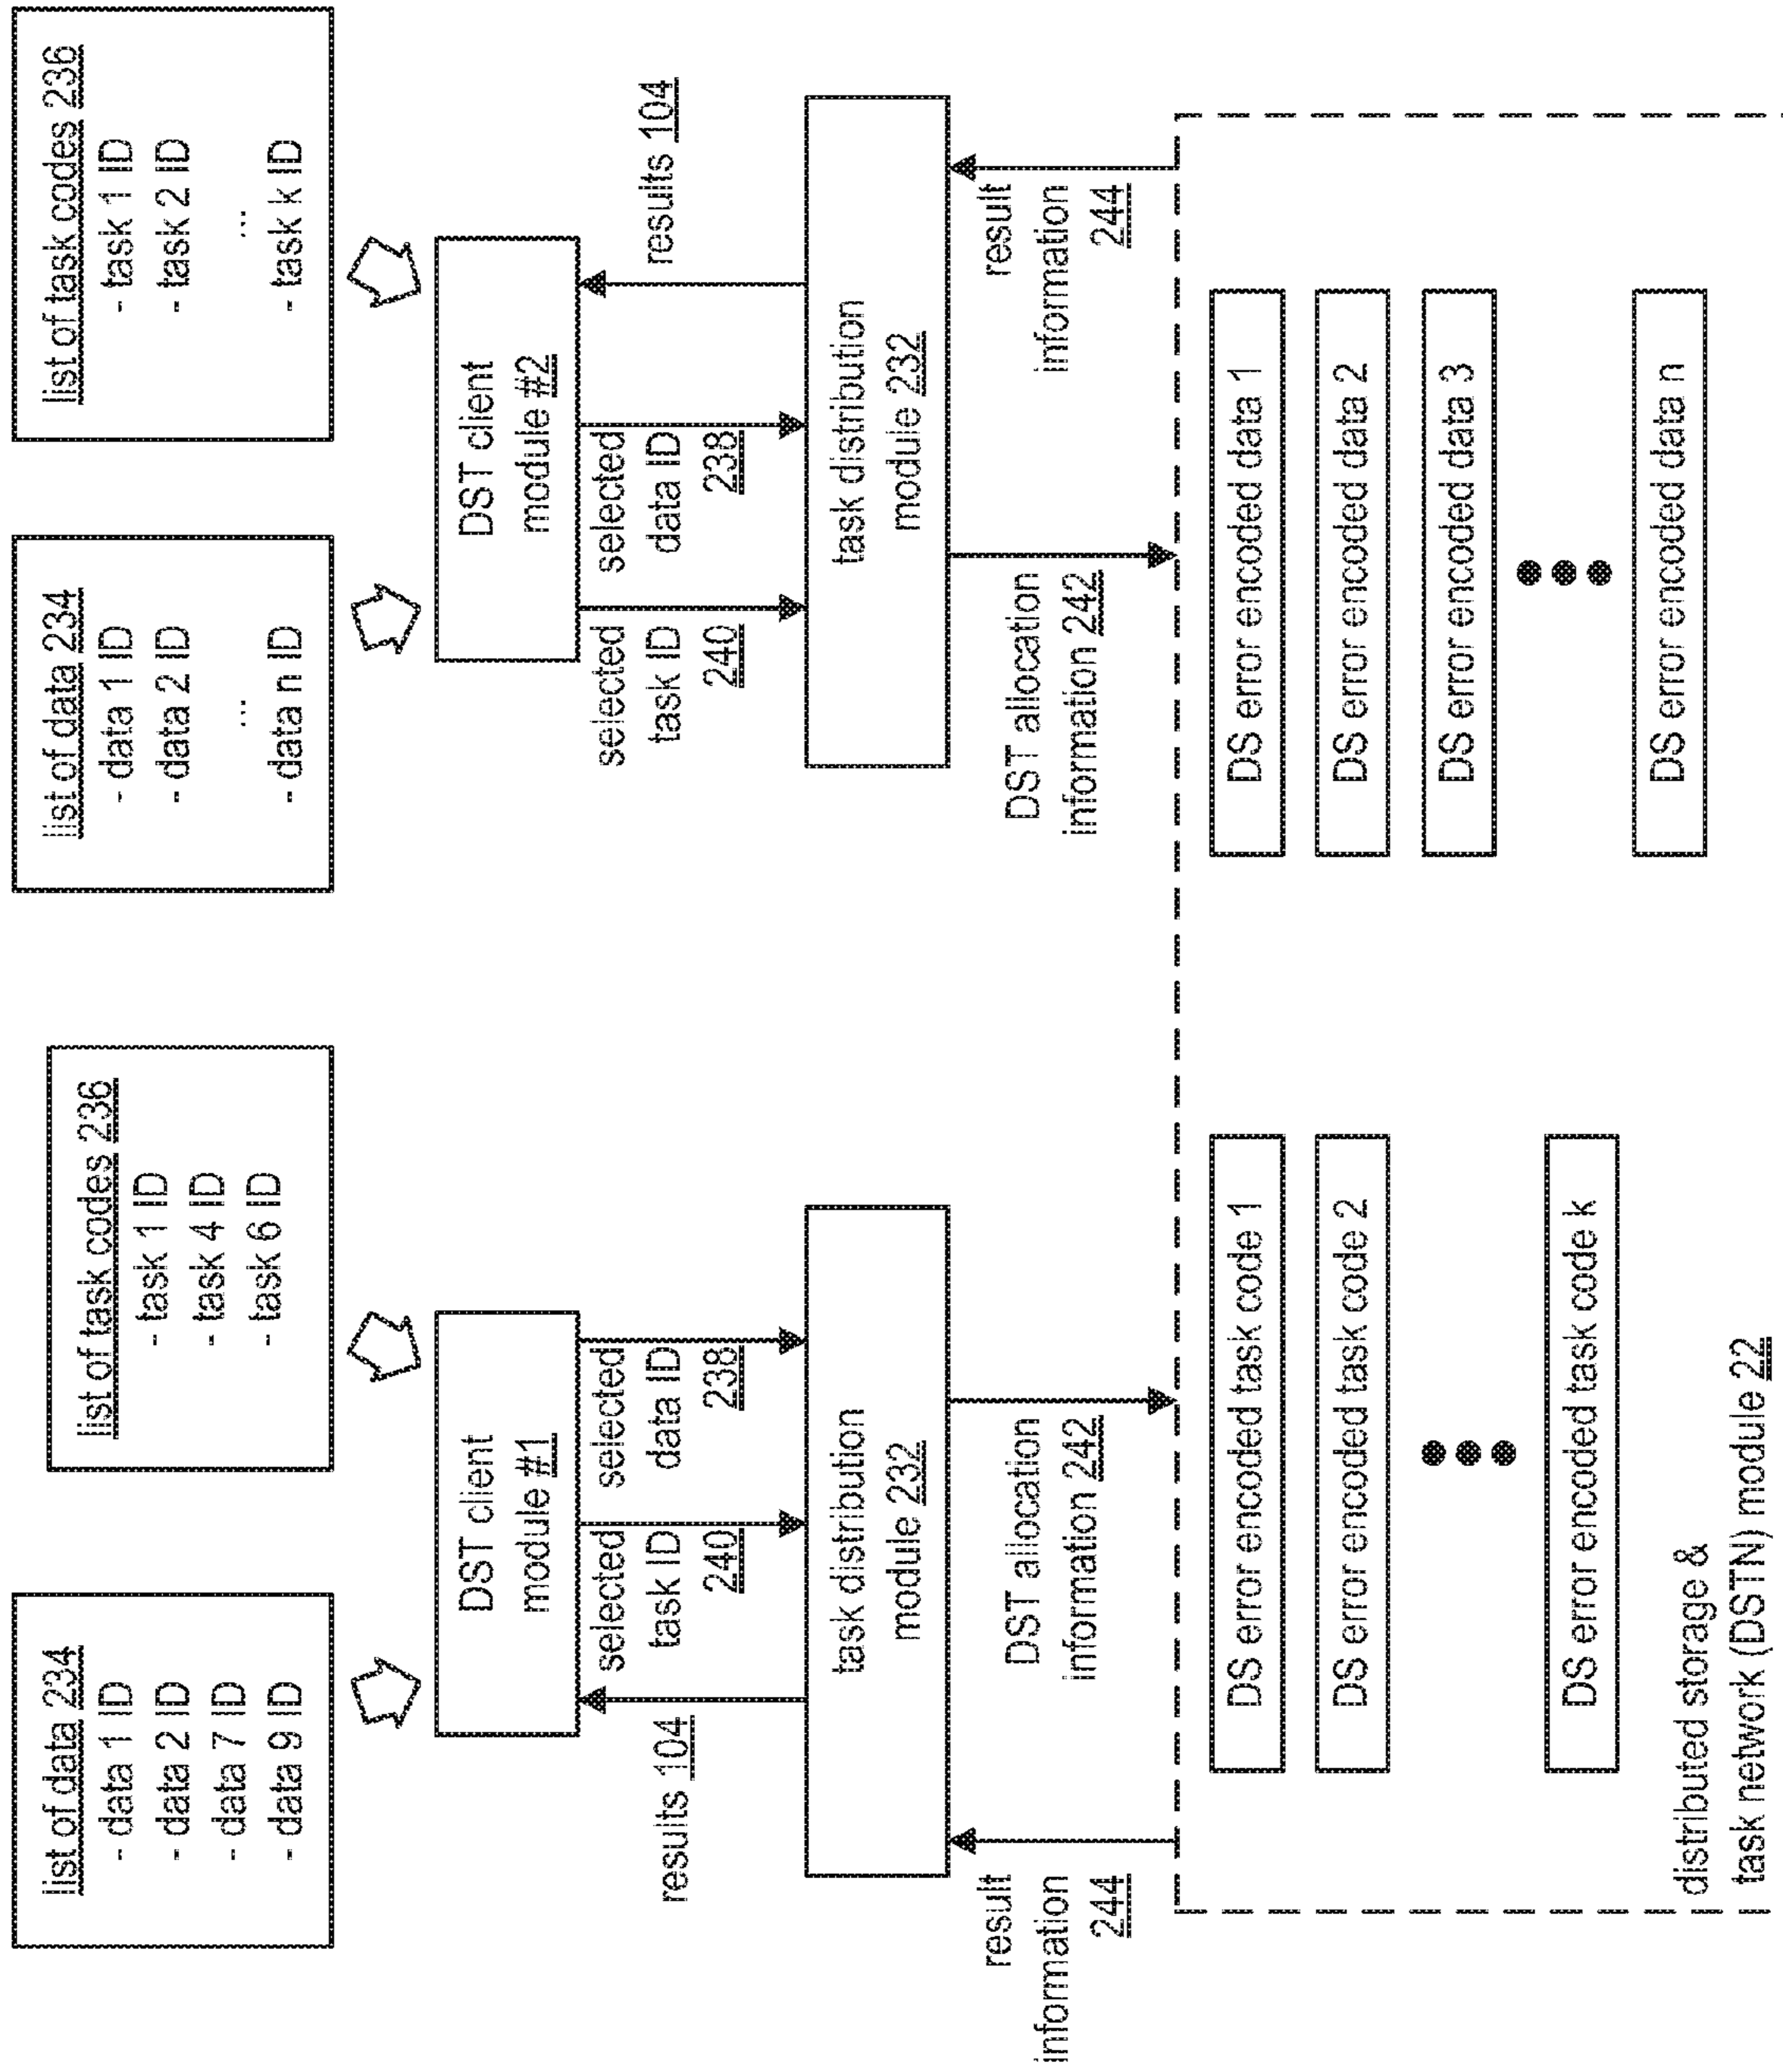 list of data 234
- data 1 ID
- data 2 ID
- data 7 ID
- data 9 ID
list of task codes 236
- task 1 ID
- task 4 ID
- task 6 ID
list of data 234
- data 1 ID
- data 2 ID
...
- data n ID
list of task codes 236
- task 1 ID
- task 2 ID
...
- task k ID
DST client
module #1
DST client
module #2
results 104
selected
task ID
240
selected
data ID
238
selected
task ID
240
selected
data ID
238
results 104
task distribution
module 232
task distribution
module 232
result
information
244
DST allocation
information 242
DST allocation
information 242
result
information
244
DS error encoded task code 1
DS error encoded task code 2
DS error encoded task code k
DS error encoded data 1
DS error encoded data 2
DS error encoded data 3
DS error encoded data n
distributed storage &
task network (DSTN) module 22